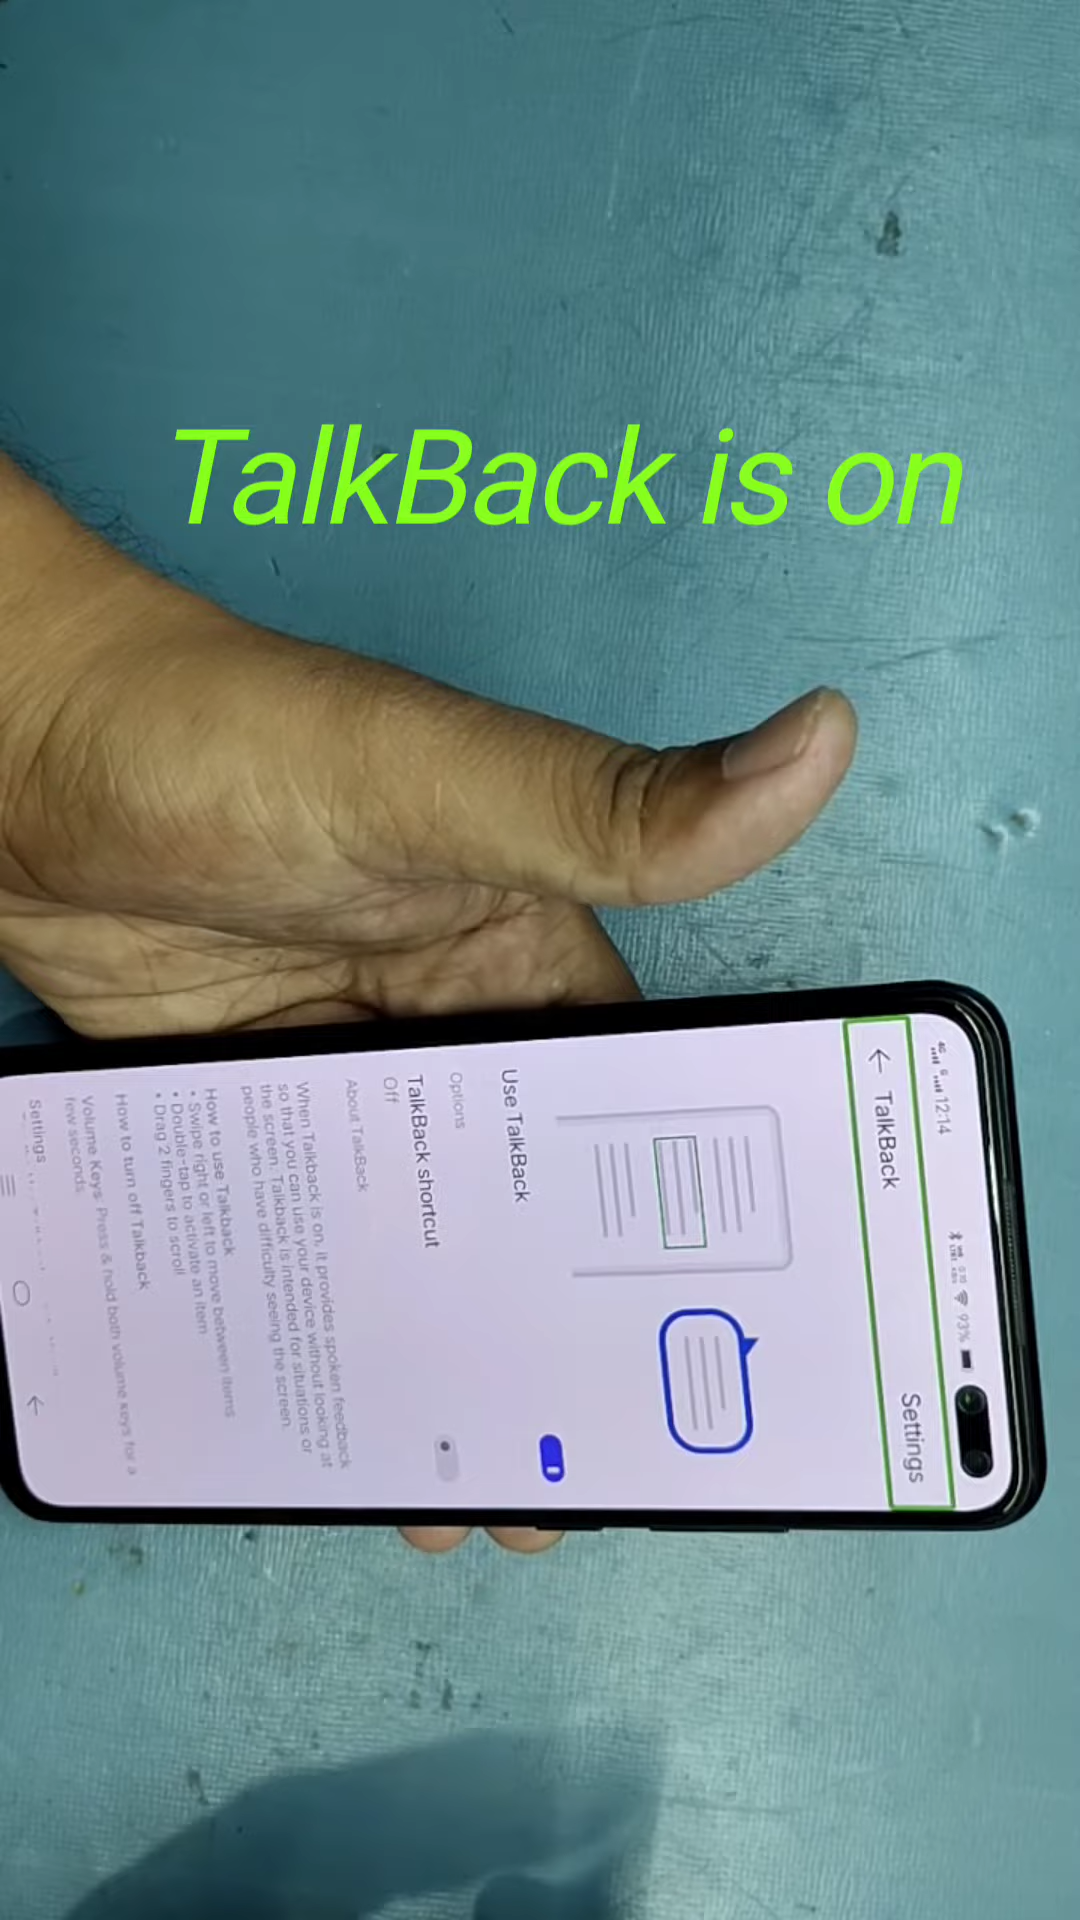 TalkBack is on
12:14
93%
TalkBack
Settings
Use TalkBack
Options
TalkBack shortcut
Off
About TalkBack
When Talkback is on, it provides spoken feedback
so that you can use your device without looking at
the screen. Talkback is intended for situations or
people who have difficulty seeing the screen.
How to use Talkback
• Swipe right or left to move between items
• Double-tap to activate an item
• Drag 2 fingers to scroll
How to turn off Talkback
Volume Keys: Press & hold both volume keys for a
few seconds.
Settings